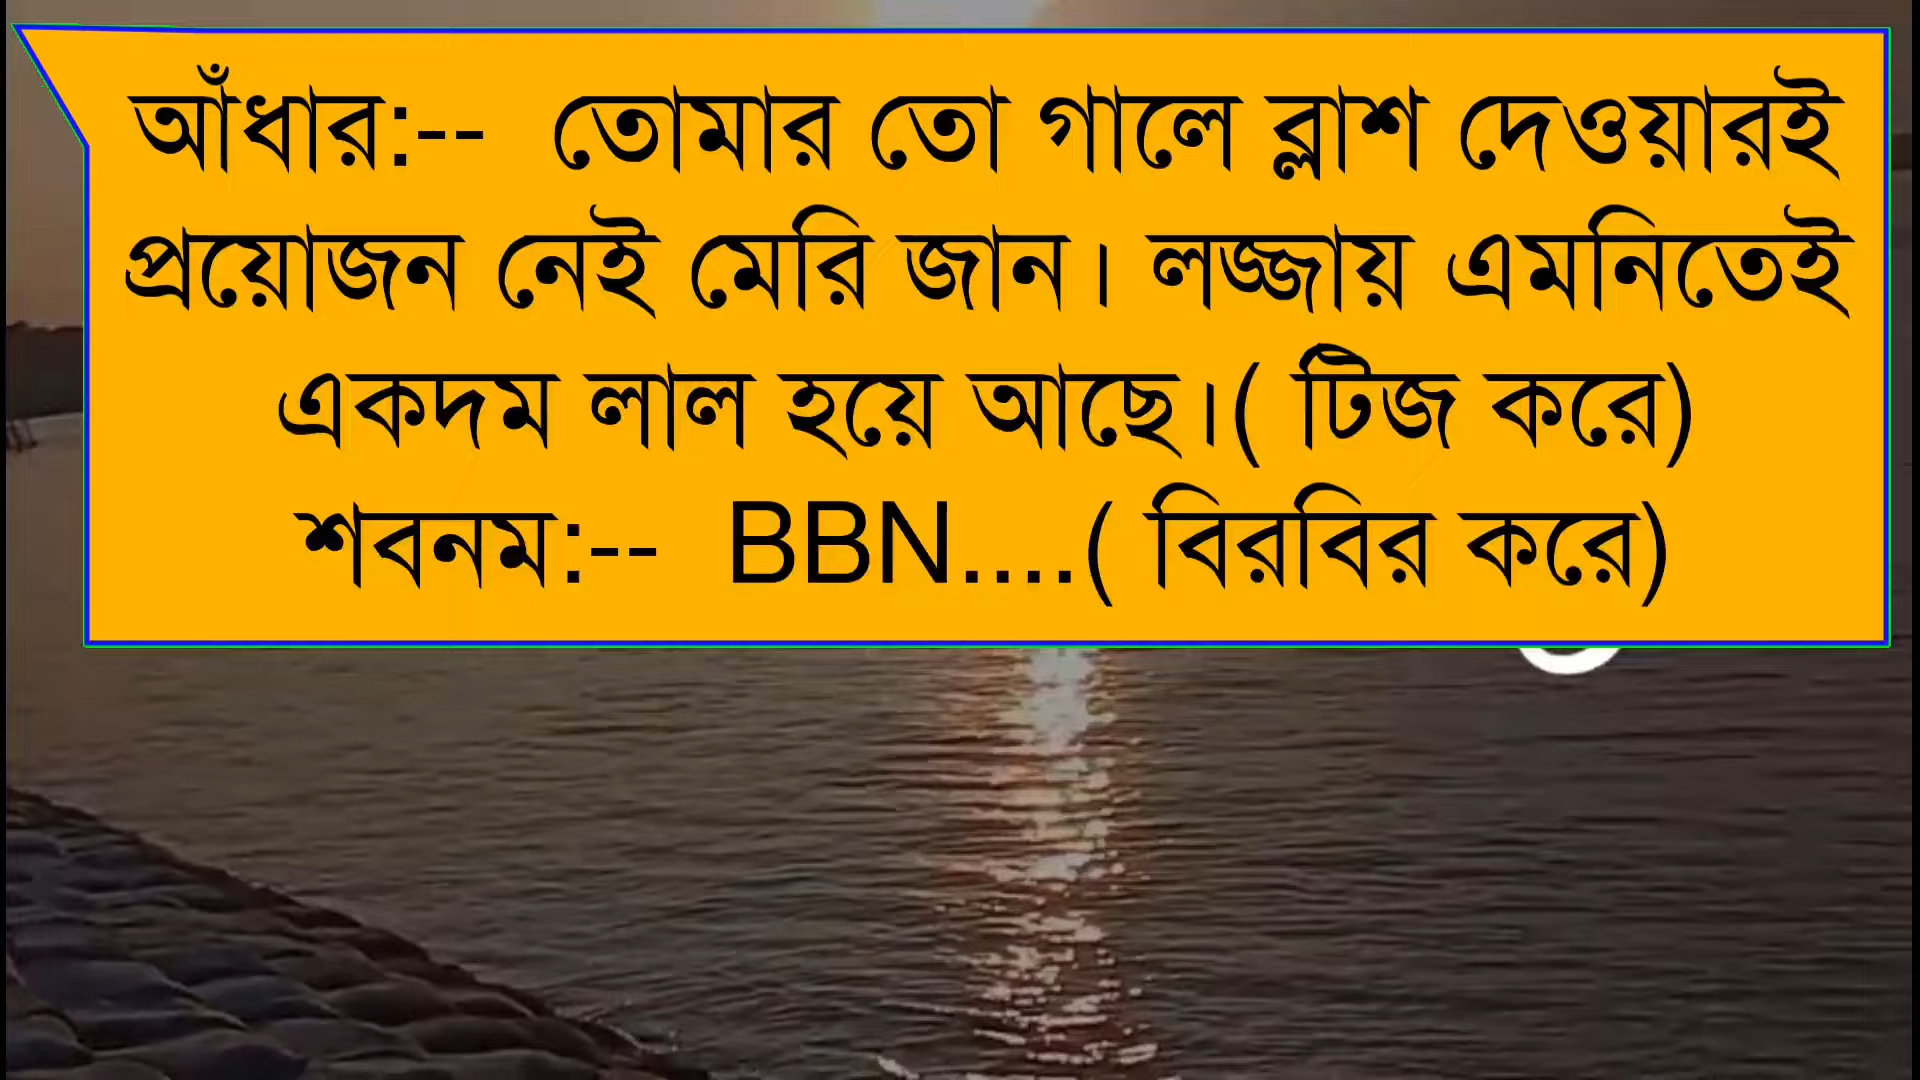 আঁধার:--  তোমার তো গালে ব্লাশ দেওয়ারই
প্রয়োজন নেই মেরি জান। লজ্জায় এমনিতেই
একদম লাল হয়ে আছে।( টিজ করে)
শবনম:--  BBN....( বিরবির করে)